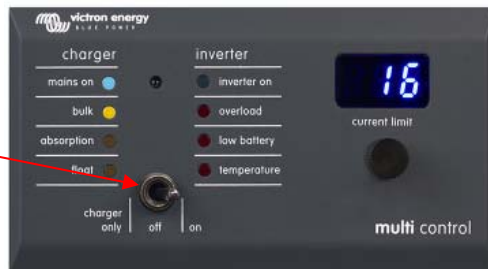 victron energy
BLUE POWER
charger
inverter
mains on
bulk
absorption
float
inverter on
overload
low battery
temperature
16
current limit
charger
only
off
on
multi control